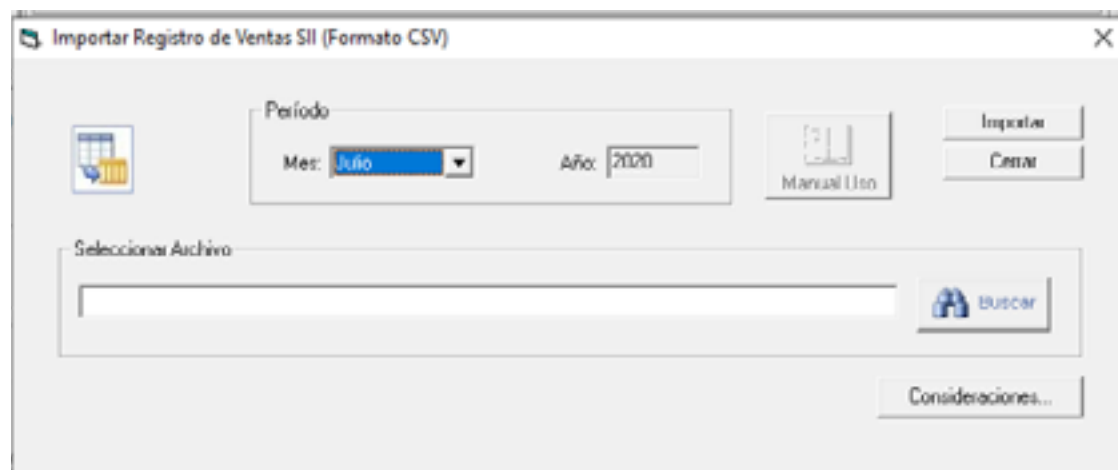 Importar Registro de Ventas SII (Formato CSV)
Período
Mes: Julio
Año: 2020
Manual Uso
Importar
Cerrar
Seleccionar Archivo
Buscar
Consideraciones...